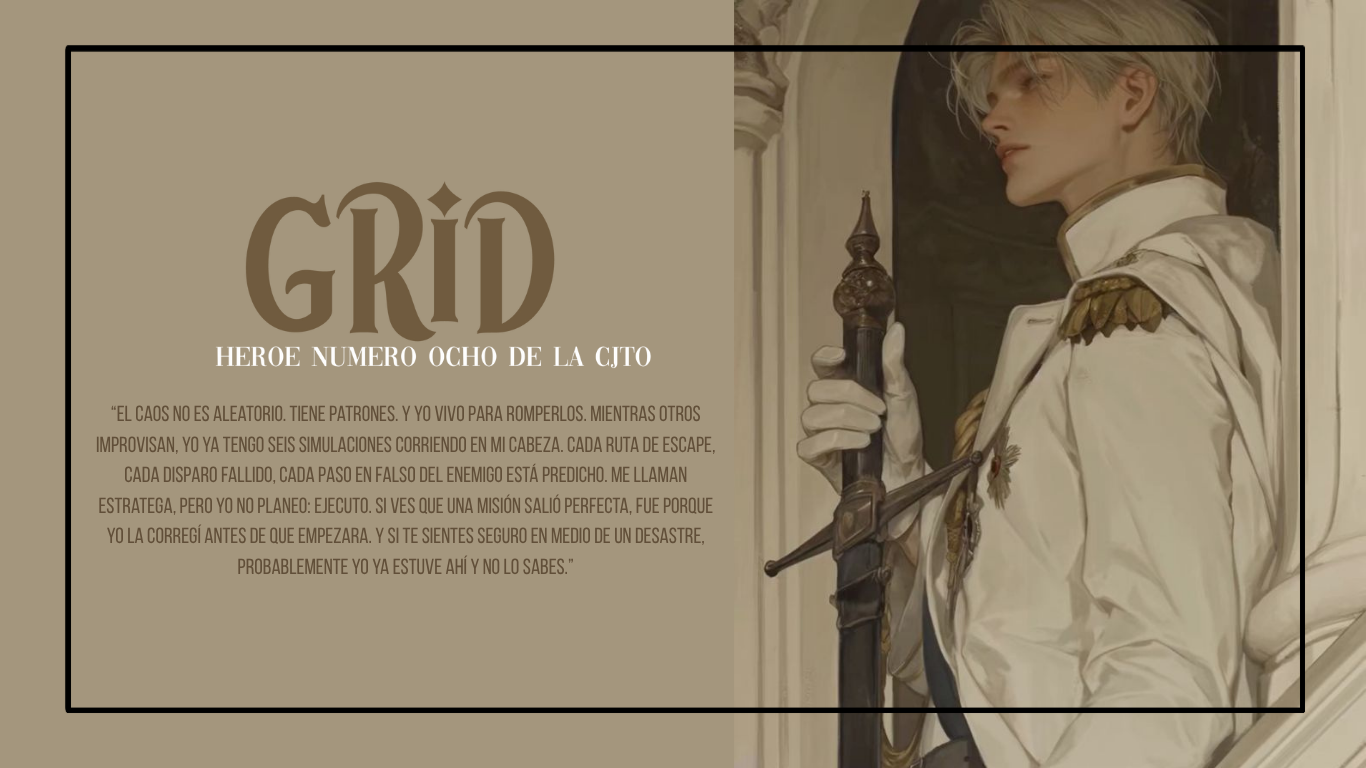 GRiD
HEROE NUMERO OCHO DE LA CJTO
“EL CAOS NO ES ALEATORIO. TIENE PATRONES. Y YO VIVO PARA ROMPERLOS. MIENTRAS OTROS
IMPROVISAN, YO YA TENGO SEIS SIMULACIONES CORRIENDO EN MI CABEZA. CADA RUTA DE ESCAPE,
CADA DISPARO FALLIDO, CADA PASO EN FALSO DEL ENEMIGO ESTÁ PREDICHO. ME LLAMAN
ESTRATEGA, PERO YO NO PLANEO: EJECUTO. SI VES QUE UNA MISIÓN SALIÓ PERFECTA, FUE PORQUE
YO LA CORREGÍ ANTES DE QUE EMPEZARA. Y SI TE SIENTES SEGURO EN MEDIO DE UN DESASTRE,
PROBABLEMENTE YO YA ESTUVE AHÍ Y NO LO SABES.”